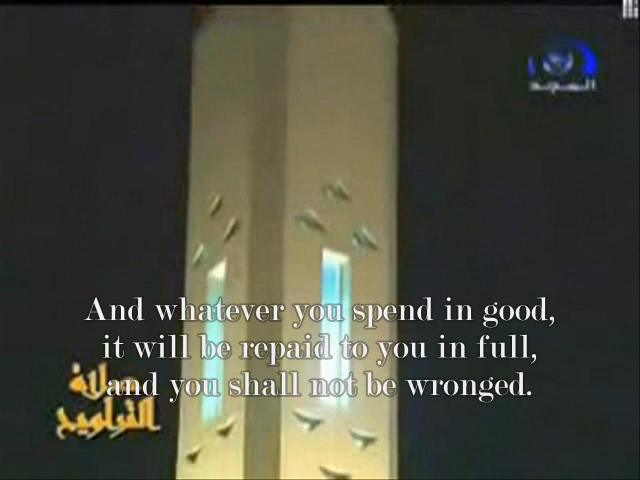 المجد
And whatever you spend in good,
it will be repaid to you in full,
and you shall not be wronged.
صلاة
التراويح